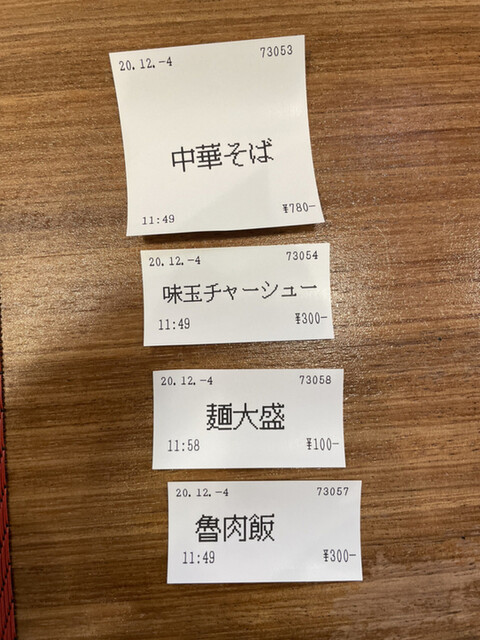 20.12.-4 73053
中華そば
11:49 ¥780-
20.12.-4 73054
味玉チャーシュー
11:49 ¥300-
20.12.-4 73058
麺大盛
11:58 ¥100-
20.12.-4 73057
魯肉飯
11:49 ¥300-